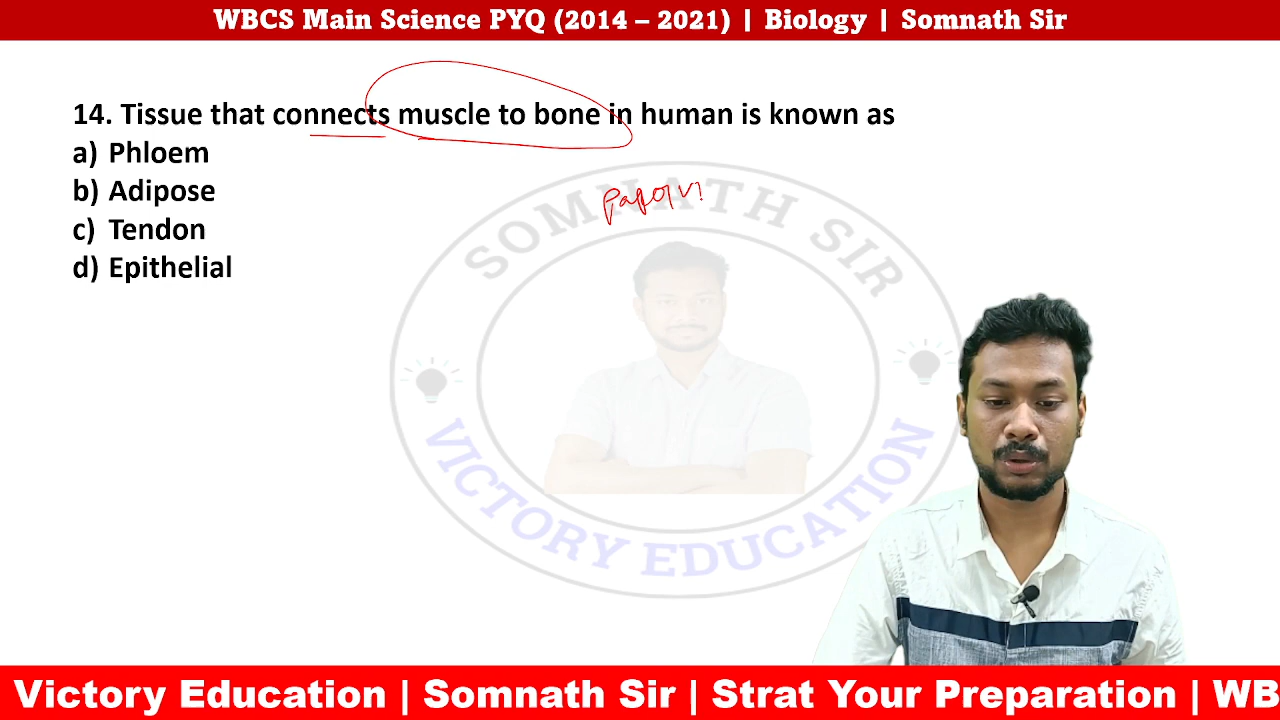 WBCS Main Science PYQ (2014 – 2021) | Biology | Somnath Sir
14. Tissue that connects muscle to bone in human is known as
a) Phloem
b) Adipose
c) Tendon
d) Epithelial
SOMNATH SIR
VICTORY EDUCATION
Victory Education | Somnath Sir | Strat Your Preparation | WB